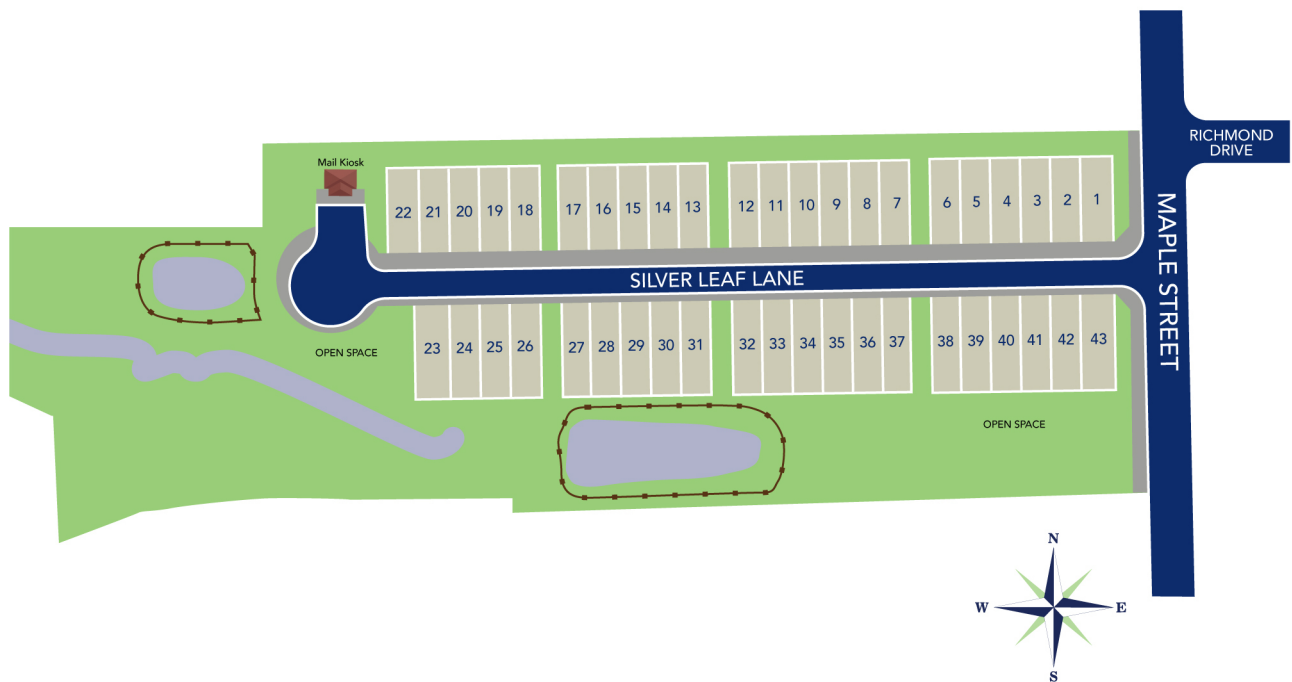 RICHMOND
DRIVE
Mail Kiosk
22 21 20 19 18 17 16 15 14 13 12 11 10 9 8 7 6 5 4 3 2 1
MAPLE STREET
SILVER LEAF LANE
OPEN SPACE
23 24 25 26 27 28 29 30 31 32 33 34 35 36 37 38 39 40 41 42 43
OPEN SPACE
N
W E
S